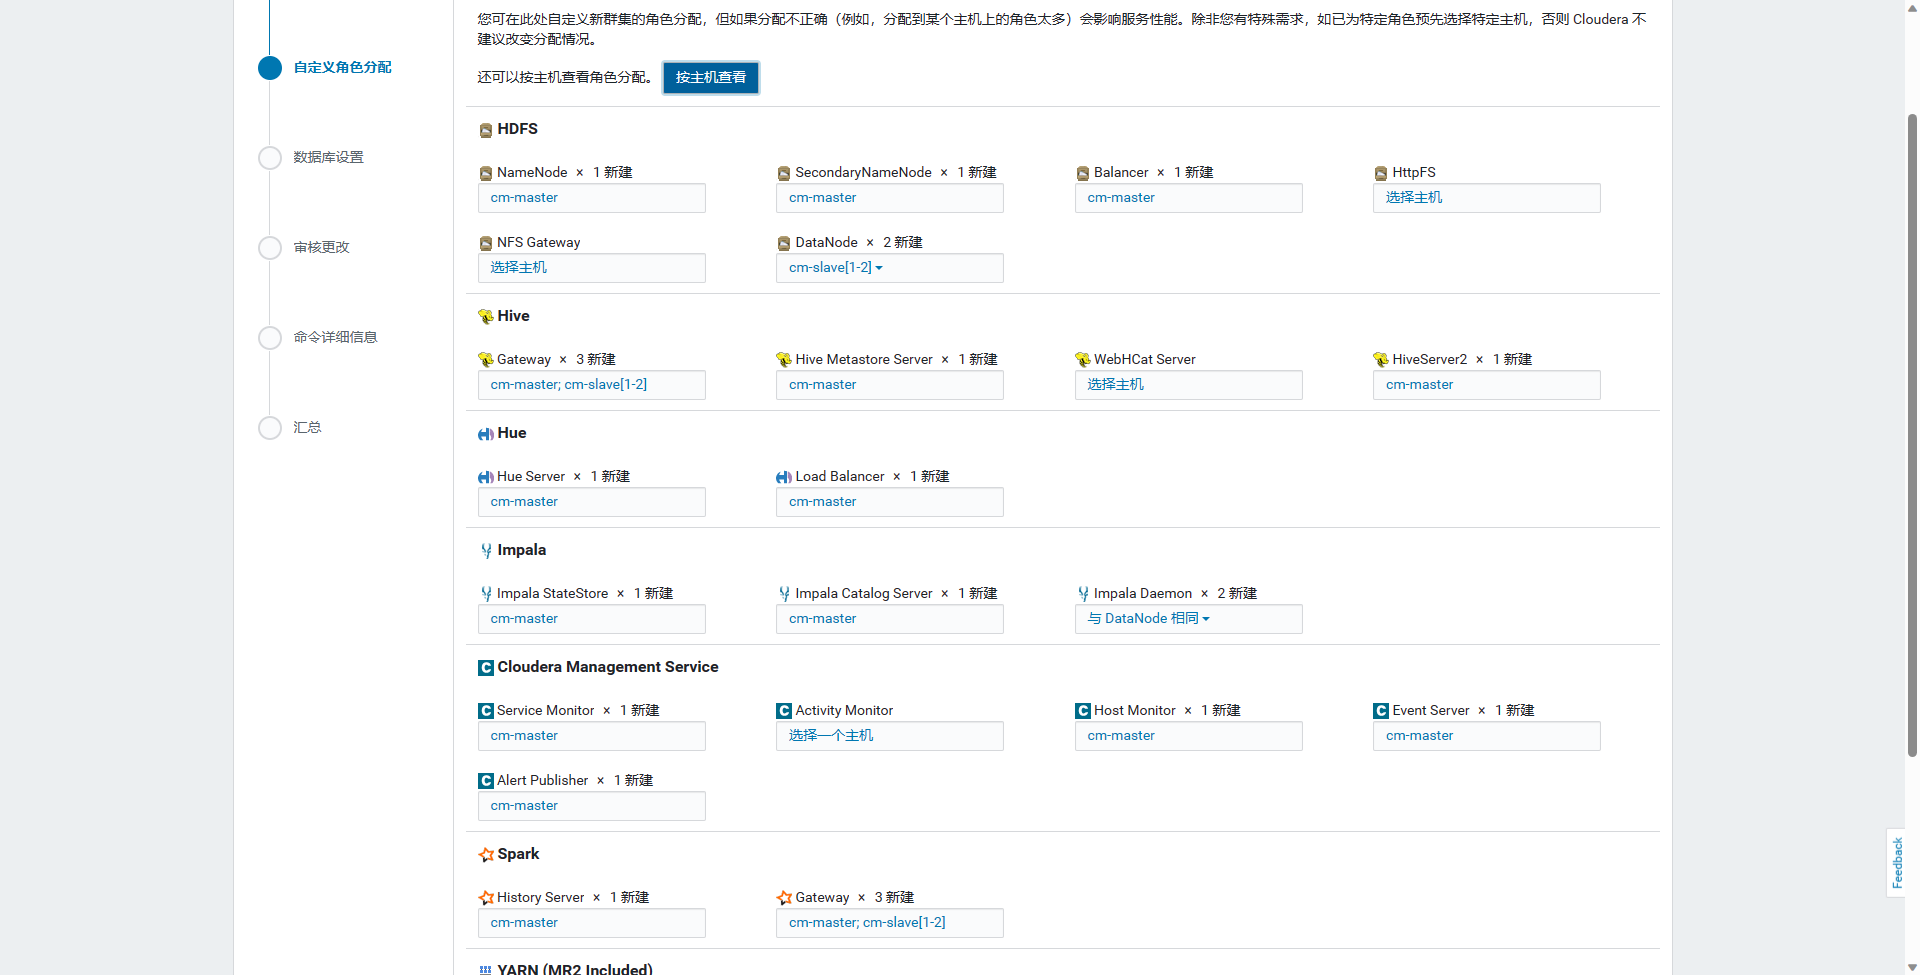 您可在此处自定义新群集的角色分配，但如果分配不正确（例如，分配到某个主机上的角色太多）会影响服务性能。除非您有特殊需求，如已为特定角色预先选择特定主机，否则 Cloudera 不
建议改变分配情况。
还可以按主机查看角色分配。 按主机查看
自定义角色分配
数据库设置
审核更改
命令详细信息
汇总
HDFS
NameNode × 1 新建
cm-master
SecondaryNameNode × 1 新建
cm-master
Balancer × 1 新建
cm-master
HttpFS
选择主机
NFS Gateway
选择主机
DataNode × 2 新建
cm-slave[1-2]
Hive
Gateway × 3 新建
cm-master; cm-slave[1-2]
Hive Metastore Server × 1 新建
cm-master
WebHCat Server
选择主机
HiveServer2 × 1 新建
cm-master
Hue
Hue Server × 1 新建
cm-master
Load Balancer × 1 新建
cm-master
Impala
Impala StateStore × 1 新建
cm-master
Impala Catalog Server × 1 新建
cm-master
Impala Daemon × 2 新建
与 DataNode 相同
Cloudera Management Service
Service Monitor × 1 新建
cm-master
Activity Monitor
选择一个主机
Host Monitor × 1 新建
cm-master
Event Server × 1 新建
cm-master
Alert Publisher × 1 新建
cm-master
Spark
History Server × 1 新建
cm-master
Gateway × 3 新建
cm-master; cm-slave[1-2]
YARN (MR2 Included)
Feedback